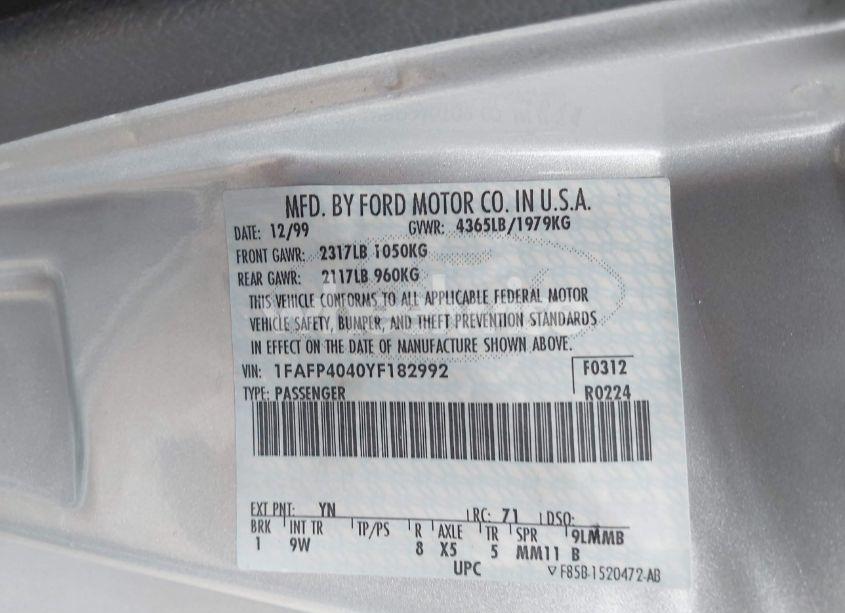 MFD. BY FORD MOTOR CO. IN U.S.A.
DATE: 12/99 GVWR: 4365LB/1979KG
FRONT GAWR: 2317LB 1050KG
REAR GAWR: 2117LB 960KG
THIS VEHICLE CONFORMS TO ALL APPLICABLE FEDERAL MOTOR
VEHICLE SAFETY, BUMPER, AND THEFT PREVENTION STANDARDS
IN EFFECT ON THE DATE OF MANUFACTURE SHOWN ABOVE.
VIN: 1FAFP4040YF182992 F0312
TYPE: PASSENGER R0224
EXT PNT: YN RC: 71 DSO:
BRK INT TR TP/PS R AXLE TR SPR 9LMMB
1 9W 8 X5 5 MM11 B
UPC ▽F85B-1520472-AB